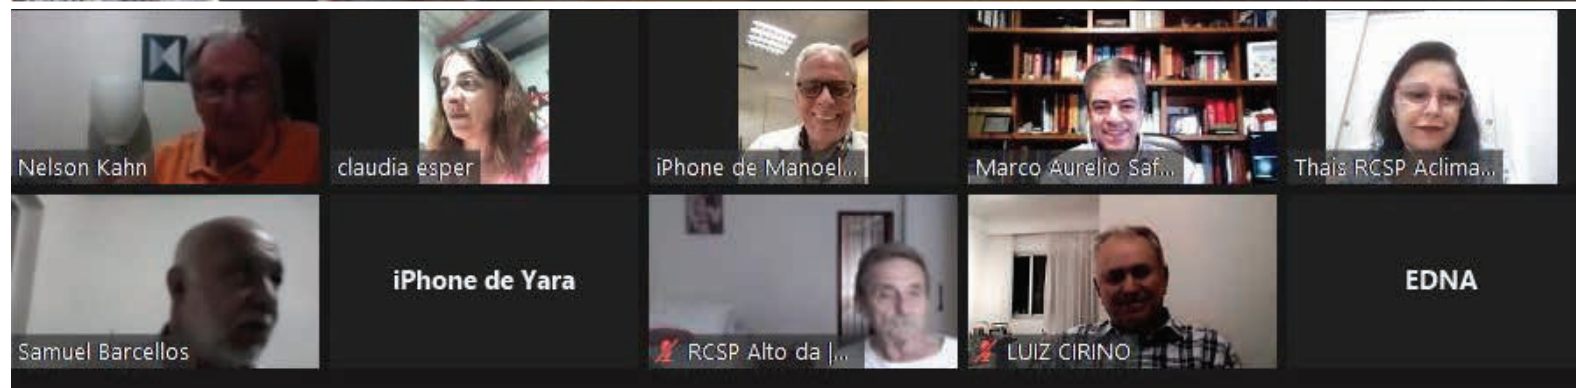 Nelson Kahn
claudia esper
iPhone de Manoel...
Marco Aurelio Saf...
Thais RCSP Aclima...
Samuel Barcellos
iPhone de Yara
RCSP Alto da |...
LUIZ CIRINO
EDNA